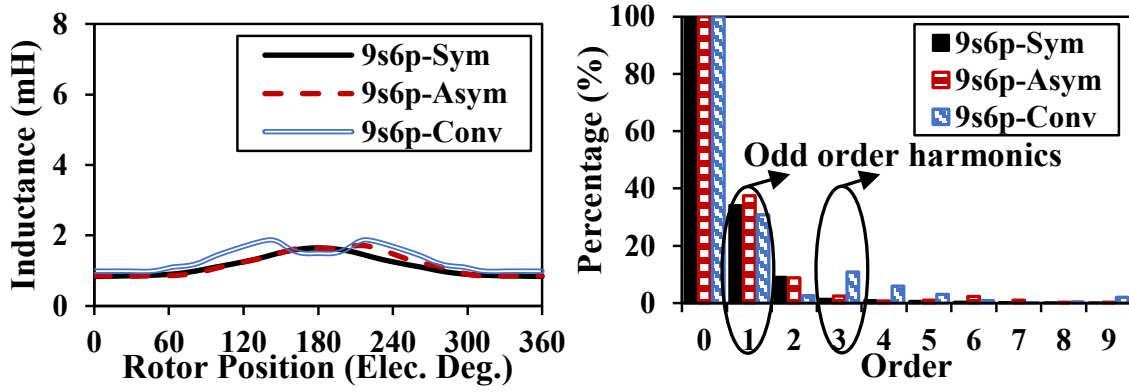 8
6
4
2
0
Inductance (mH)
9s6p-Sym
9s6p-Asym
9s6p-Conv
0 60 120 180 240 300 360
Rotor Position (Elec. Deg.)
100
80
60
40
20
0
Percentage (%)
9s6p-Sym
9s6p-Asym
9s6p-Conv
Odd order harmonics
0 1 2 3 4 5 6 7 8 9
Order